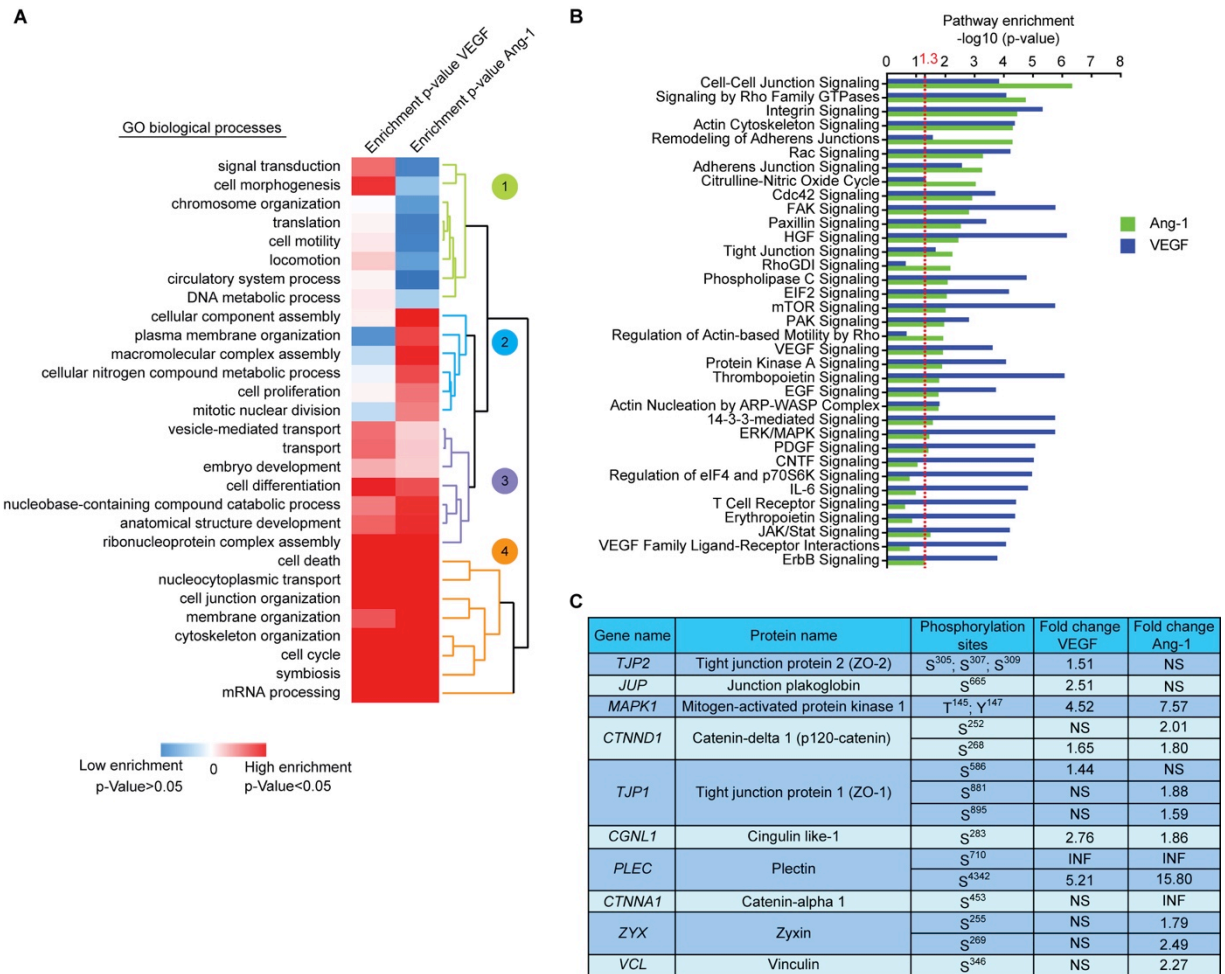 A
Enrichment p-value VEGF
Enrichment p-value Ang-1
GO biological processes
signal transduction
cell morphogenesis
chromosome organization
translation
cell motility
locomotion
circulatory system process
DNA metabolic process
cellular component assembly
plasma membrane organization
macromolecular complex assembly
cellular nitrogen compound metabolic process
cell proliferation
mitotic nuclear division
vesicle-mediated transport
transport
embryo development
cell differentiation
nucleobase-containing compound catabolic process
anatomical structure development
ribonucleoprotein complex assembly
cell death
nucleocytoplasmic transport
cell junction organization
membrane organization
cytoskeleton organization
cell cycle
symbiosis
mRNA processing
1
2
3
4
Low enrichment
p-Value>0.05
0
High enrichment
p-Value<0.05
B
Pathway enrichment
-log10 (p-value)
0 1 1.3 2 3 4 5 6 7 8
Cell-Cell Junction Signaling
Signaling by Rho Family GTPases
Integrin Signaling
Actin Cytoskeleton Signaling
Remodeling of Adherens Junctions
Rac Signaling
Adherens Junction Signaling
Citrulline-Nitric Oxide Cycle
Cdc42 Signaling
FAK Signaling
Paxillin Signaling
HGF Signaling
Tight Junction Signaling
RhoGDI Signaling
Phospholipase C Signaling
EIF2 Signaling
mTOR Signaling
PAK Signaling
Regulation of Actin-based Motility by Rho
VEGF Signaling
Protein Kinase A Signaling
Thrombopoietin Signaling
EGF Signaling
Actin Nucleation by ARP-WASP Complex
14-3-3-mediated Signaling
ERK/MAPK Signaling
PDGF Signaling
CNTF Signaling
Regulation of eIF4 and p70S6K Signaling
IL-6 Signaling
T Cell Receptor Signaling
Erythropoietin Signaling
JAK/Stat Signaling
VEGF Family Ligand-Receptor Interactions
ErbB Signaling
Ang-1
VEGF
C
Gene name Protein name Phosphorylation sites Fold change VEGF Fold change Ang-1
TJP2 Tight junction protein 2 (ZO-2) S305; S307; S309 1.51 NS
JUP Junction plakoglobin S665 2.51 NS
MAPK1 Mitogen-activated protein kinase 1 T145; Y147 4.52 7.57
CTNND1 Catenin-delta 1 (p120-catenin) S252 NS 2.01
S268 1.65 1.80
TJP1 Tight junction protein 1 (ZO-1) S586 1.44 NS
S881 NS 1.88
S895 NS 1.59
CGNL1 Cingulin like-1 S283 2.76 1.86
PLEC Plectin S710 INF INF
S4342 5.21 15.80
CTNNA1 Catenin-alpha 1 S453 NS INF
ZYX Zyxin S255 NS 1.79
S269 NS 2.49
VCL Vinculin S346 NS 2.27